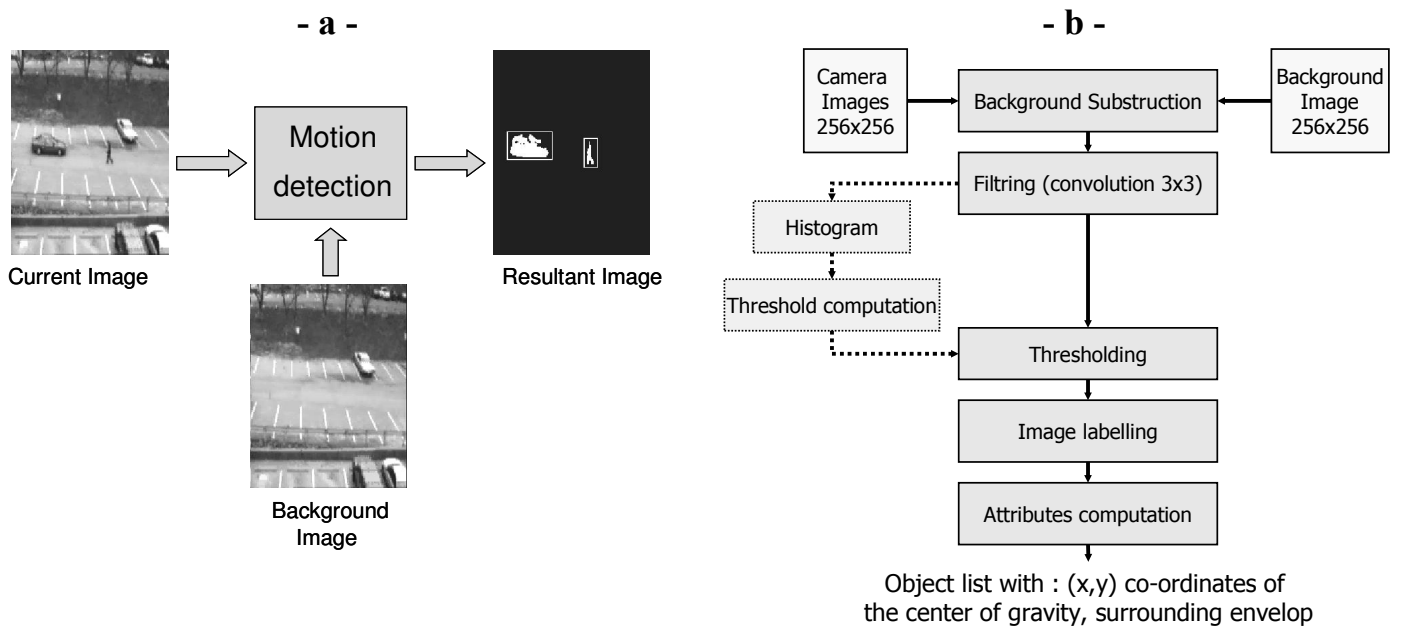 - a -
Motion
detection
Current Image
Resultant Image
Background
Image
- b -
Camera
Images
256x256
Background Substruction
Background
Image
256x256
Filtring (convolution 3x3)
Histogram
Threshold computation
Thresholding
Image labelling
Attributes computation
Object list with : (x,y) co-ordinates of
the center of gravity, surrounding envelop